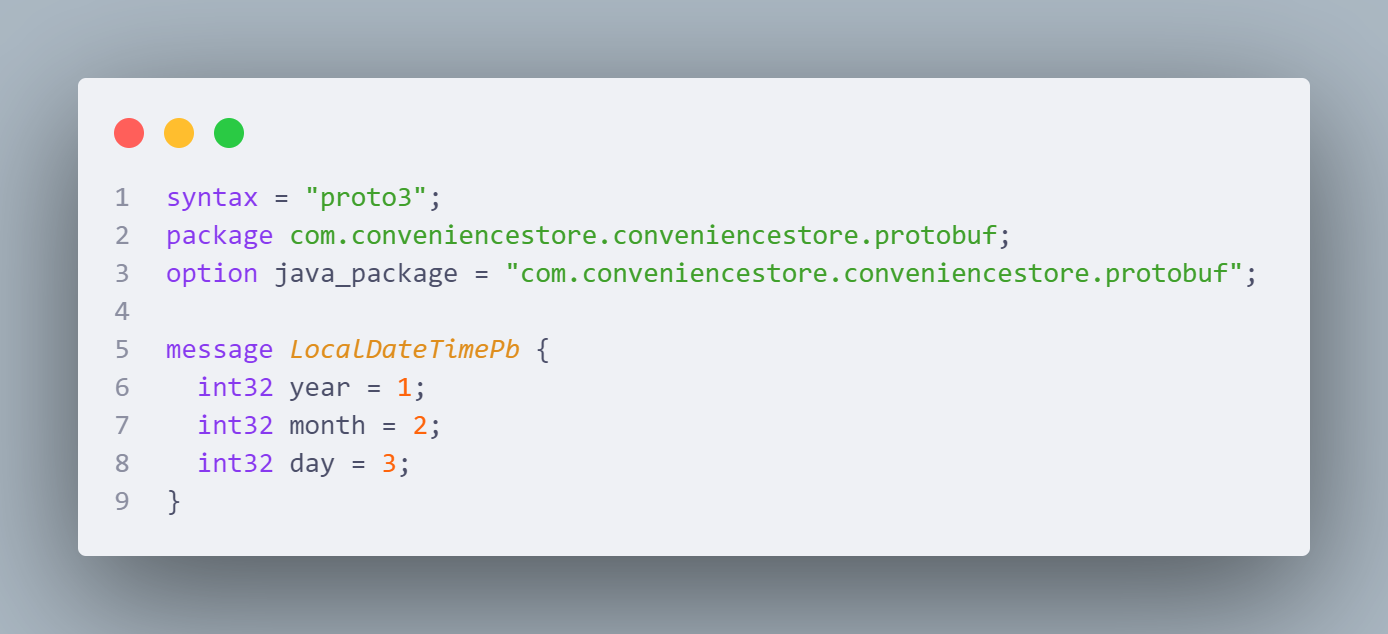 1 syntax = "proto3";
2 package com.conveniencestore.conveniencestore.protobuf;
3 option java_package = "com.conveniencestore.conveniencestore.protobuf";
4
5 message LocalDateTimePb {
6   int32 year = 1;
7   int32 month = 2;
8   int32 day = 3;
9 }